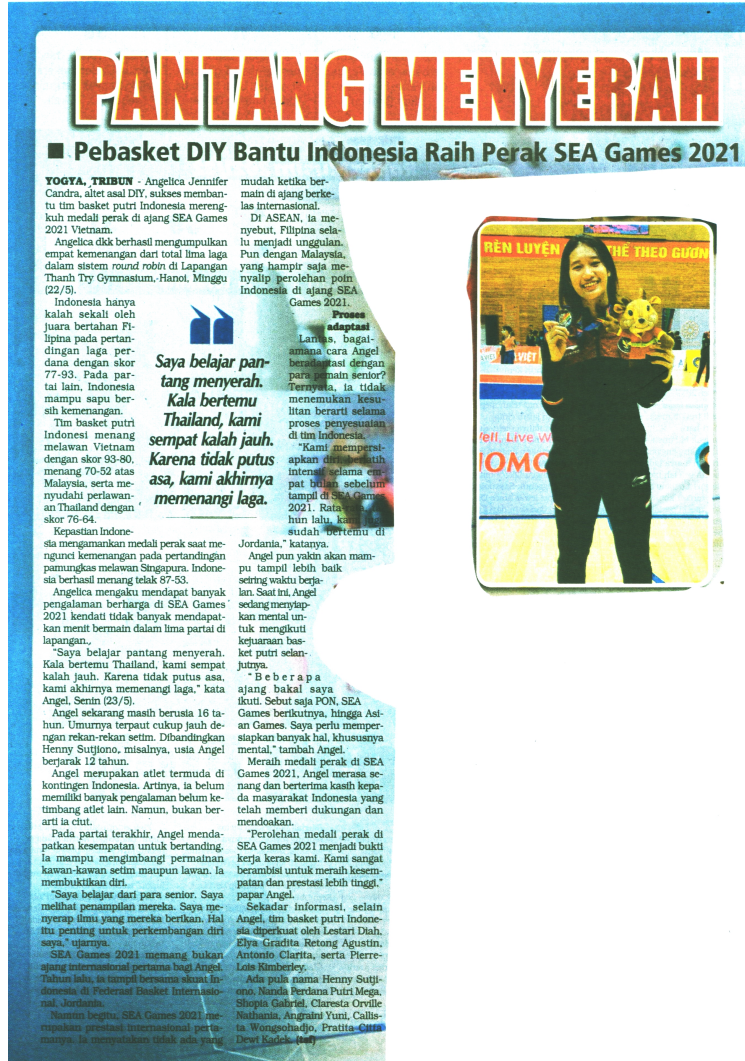 PANTANG MENYERAH
■ Pebasket DIY Bantu Indonesia Raih Perak SEA Games 2021
YOGYA, TRIBUN - Angelica Jennifer
Candra, altet asal DIY, sukses memban-
tu tim basket putri Indonesia mereng-
kuh medali perak di ajang SEA Games
2021 Vietnam.
Angelica dkk berhasil mengumpulkan
empat kemenangan dari total lima laga
dalam sistem round robin di Lapangan
Thanh Try Gymnasium, Hanoi, Minggu
(22/5).
Indonesia hanya
kalah sekali oleh
juara bertahan Fi-
lipina pada pertan-
dingan laga per-
dana dengan skor
77-93. Pada par-
tai lain, Indonesia
mampu sapu ber-
sih kemenangan.
Tim basket putri
Indonesi menang
melawan Vietnam
dengan skor 93-80,
menang 70-52 atas
Malaysia, serta me-
nyudahi perlawan-
an Thailand dengan
skor 76-64.
Kepastian Indone-
sia mengamankan medali perak saat me-
ngunci kemenangan pada pertandingan
pamungkas melawan Singapura. Indone-
sia berhasil menang telak 87-53.
Angelica mengaku mendapat banyak
pengalaman berharga di SEA Games
2021 kendati tidak banyak mendapat-
kan menit bermain dalam lima partai di
lapangan.,
"Saya belajar pantang menyerah.
Kala bertemu Thailand, kami sempat
kalah jauh. Karena tidak putus asa,
kami akhirnya memenangi laga," kata
Angel, Senin (23/5).
Angel sekarang masih berusia 16 ta-
hun. Umurnya terpaut cukup jauh de-
ngan rekan-rekan setim. Dibandingkan
Henny Sutjiono, misalnya, usia Angel
berjarak 12 tahun.
Angel merupakan atlet termuda di
kontingen Indonesia. Artinya, ia belum
memiliki banyak pengalaman belum ke-
timbang atlet lain. Namun, bukan ber-
arti ia ciut.
Pada partai terakhir, Angel menda-
patkan kesempatan untuk bertanding.
Ia mampu mengimbangi permainan
kawan-kawan setim maupun lawan. Ia
membuktikan diri.
"Saya belajar dari para senior. Saya
melihat penampilan mereka. Saya me-
nyerap ilmu yang mereka berikan. Hal
itu penting untuk perkembangan diri
saya," ujarnya.
SEA Games 2021 memang bukan
ajang internasional pertama bagi Angel.
Tahun lalu, ia tampil bersama skuat In-
donesia di Federasi Basket Internasio-
nal, Jordania.
Namun begitu, SEA Games 2021 me-
rupakan prestasi internasional perta-
manya. Ia menyatakan tidak ada yang
Saya belajar pan-
tang menyerah.
Kala bertemu
Thailand, kami
sempat kalah jauh.
Karena tidak putus
asa, kami akhirnya
memenangi laga.
mudah ketika ber-
main di ajang berke-
las internasional.
Di ASEAN, ia me-
nyebut, Filipina sela-
lu menjadi unggulan.
Pun dengan Malaysia,
yang hampir saja me-
nyalip perolehan poin
Indonesia di ajang SEA
Games 2021.
Proses
adaptasi
Lantas, bagai-
amana cara Angel
beradaptasi dengan
para pemain senior?
Ternyata, ia tidak
menemukan kesu-
litan berarti selama
proses penyesuaian
di tim Indonesia.
"Kami mempersi-
apkan diri, berlatih
intensif selama em-
pat bulan sebelum
tampil di SEA Games
2021. Rata-
hun lalu, kami
sudah bertemu di
Jordania," katanya.
Angel pun yakin akan mam-
pu tampil lebih baik
seiring waktu berja-
lan. Saat ini, Angel
sedang menyiap-
kan mental un-
tuk mengikuti
kejuaraan bas-
ket putri selan-
jutnya.
"Beberapa
ajang bakal saya
ikuti. Sebut saja PON, SEA
Games berikutnya, hingga Asi-
an Games. Saya perlu memper-
siapkan banyak hal, khususnya
mental," tambah Angel.
Meraih medali perak di SEA
Games 2021, Angel merasa se-
nang dan berterima kasih kepa-
da masyarakat Indonesia yang
telah memberi dukungan dan
mendoakan.
"Perolehan medali perak di
SEA Games 2021 menjadi bukti
kerja keras kami. Kami sangat
berambisi untuk meraih kesem-
patan dan prestasi lebih tinggi,"
papar Angel.
Sekadar informasi, selain
Angel, tim basket putri Indone-
sia diperkuat oleh Lestari Diah,
Elya Gradita Retong Agustin,
Antonio Clarita, serta Pierre-
Lois Kimberley.
Ada pula nama Henny Sutji-
ono, Nanda Perdana Putri Mega,
Shopia Gabriel, Claresta Orville
Nathania, Angraini Yuni, Callis-
ta Wongsohadjo, Pratita Citta
Dewi Kadek. (tsf)
RÈN LUYỆN THỂ THEO GƯƠN
VIỆT
Well, Live W
JOMO